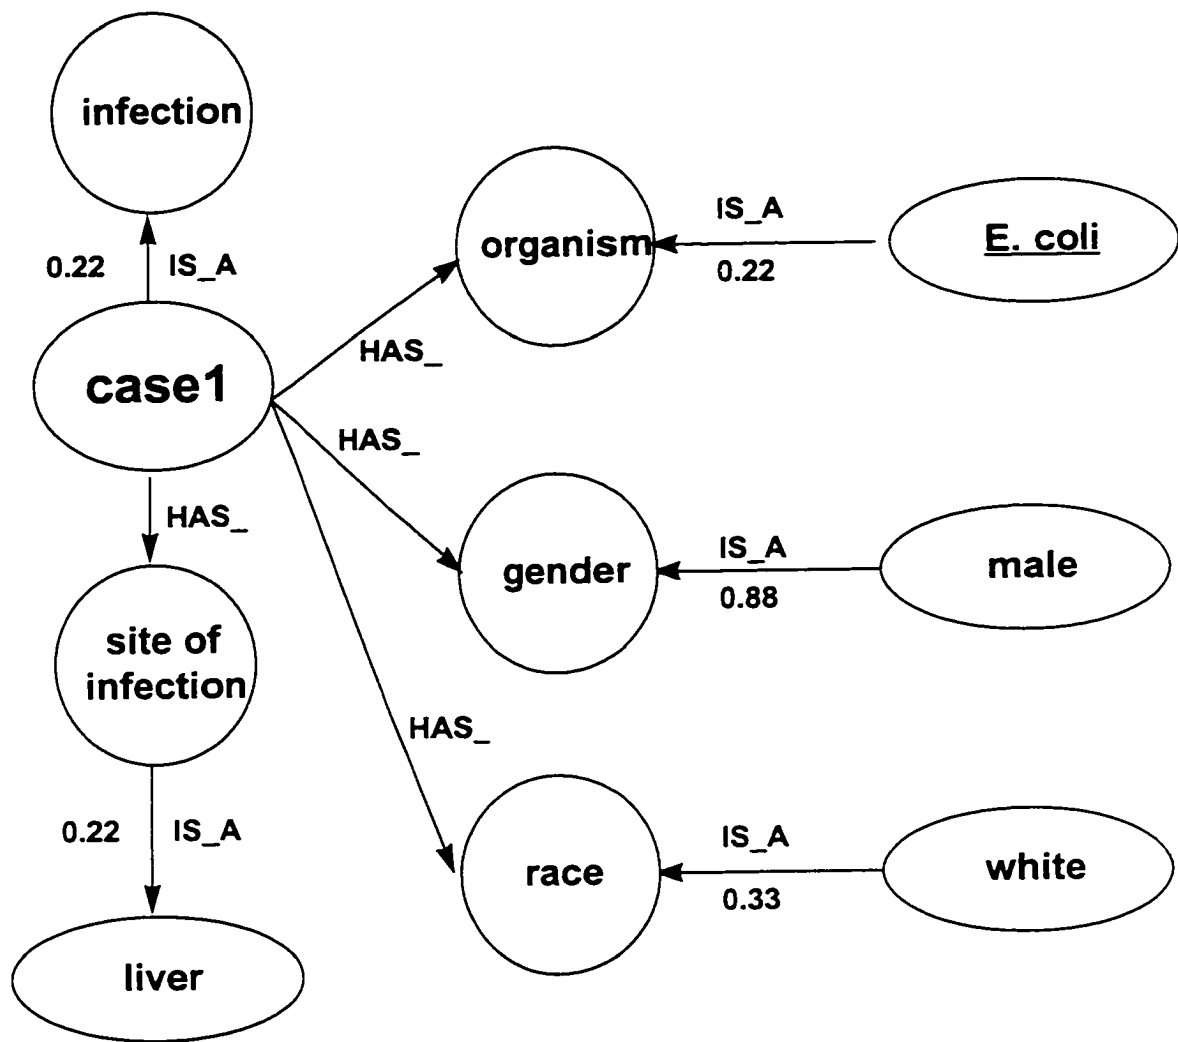 infection
0.22 IS_A
case1
HAS_
site of
infection
0.22 IS_A
liver
HAS_
HAS_
HAS_
organism
IS_A
0.22
E. coli
gender
IS_A
0.88
male
race
IS_A
0.33
white